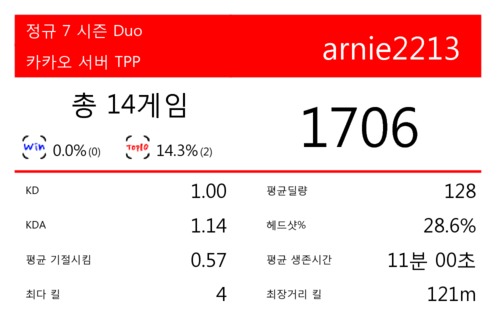 정규 7 시즌 Duo
카카오 서버 TPP
arnie2213
총 14게임
1706
Win 0.0% (0)
TOP10 14.3% (2)
KD 1.00
평균딜량 128
KDA 1.14
헤드샷% 28.6%
평균 기절시킴 0.57
평균 생존시간 11분 00초
최다 킬 4
최장거리 킬 121m